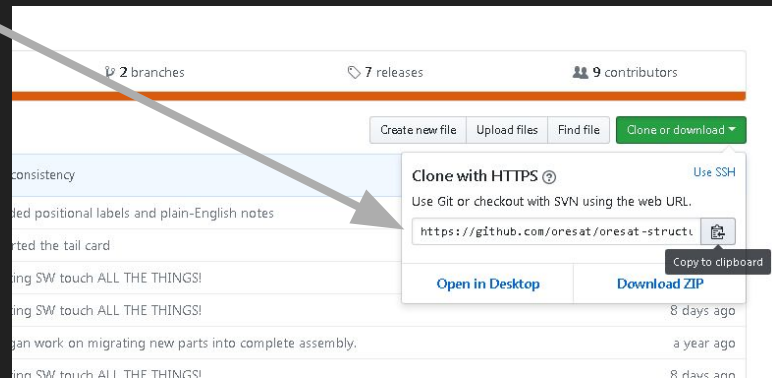 2 branches
7 releases
9 contributors
Create new file Upload files Find file Clone or download
consistency
ded positional labels and plain-English notes
rted the tail card
ing SW touch ALL THE THINGS!
ing SW touch ALL THE THINGS!
gan work on migrating new parts into complete assembly.
ing SW touch ALL THE THINGS!
Clone with HTTPS Use SSH
Use Git or checkout with SVN using the web URL.
https://github.com/oresat/oresat-structu
Copy to clipboard
Open in Desktop Download ZIP
8 days ago
a year ago
8 days ago